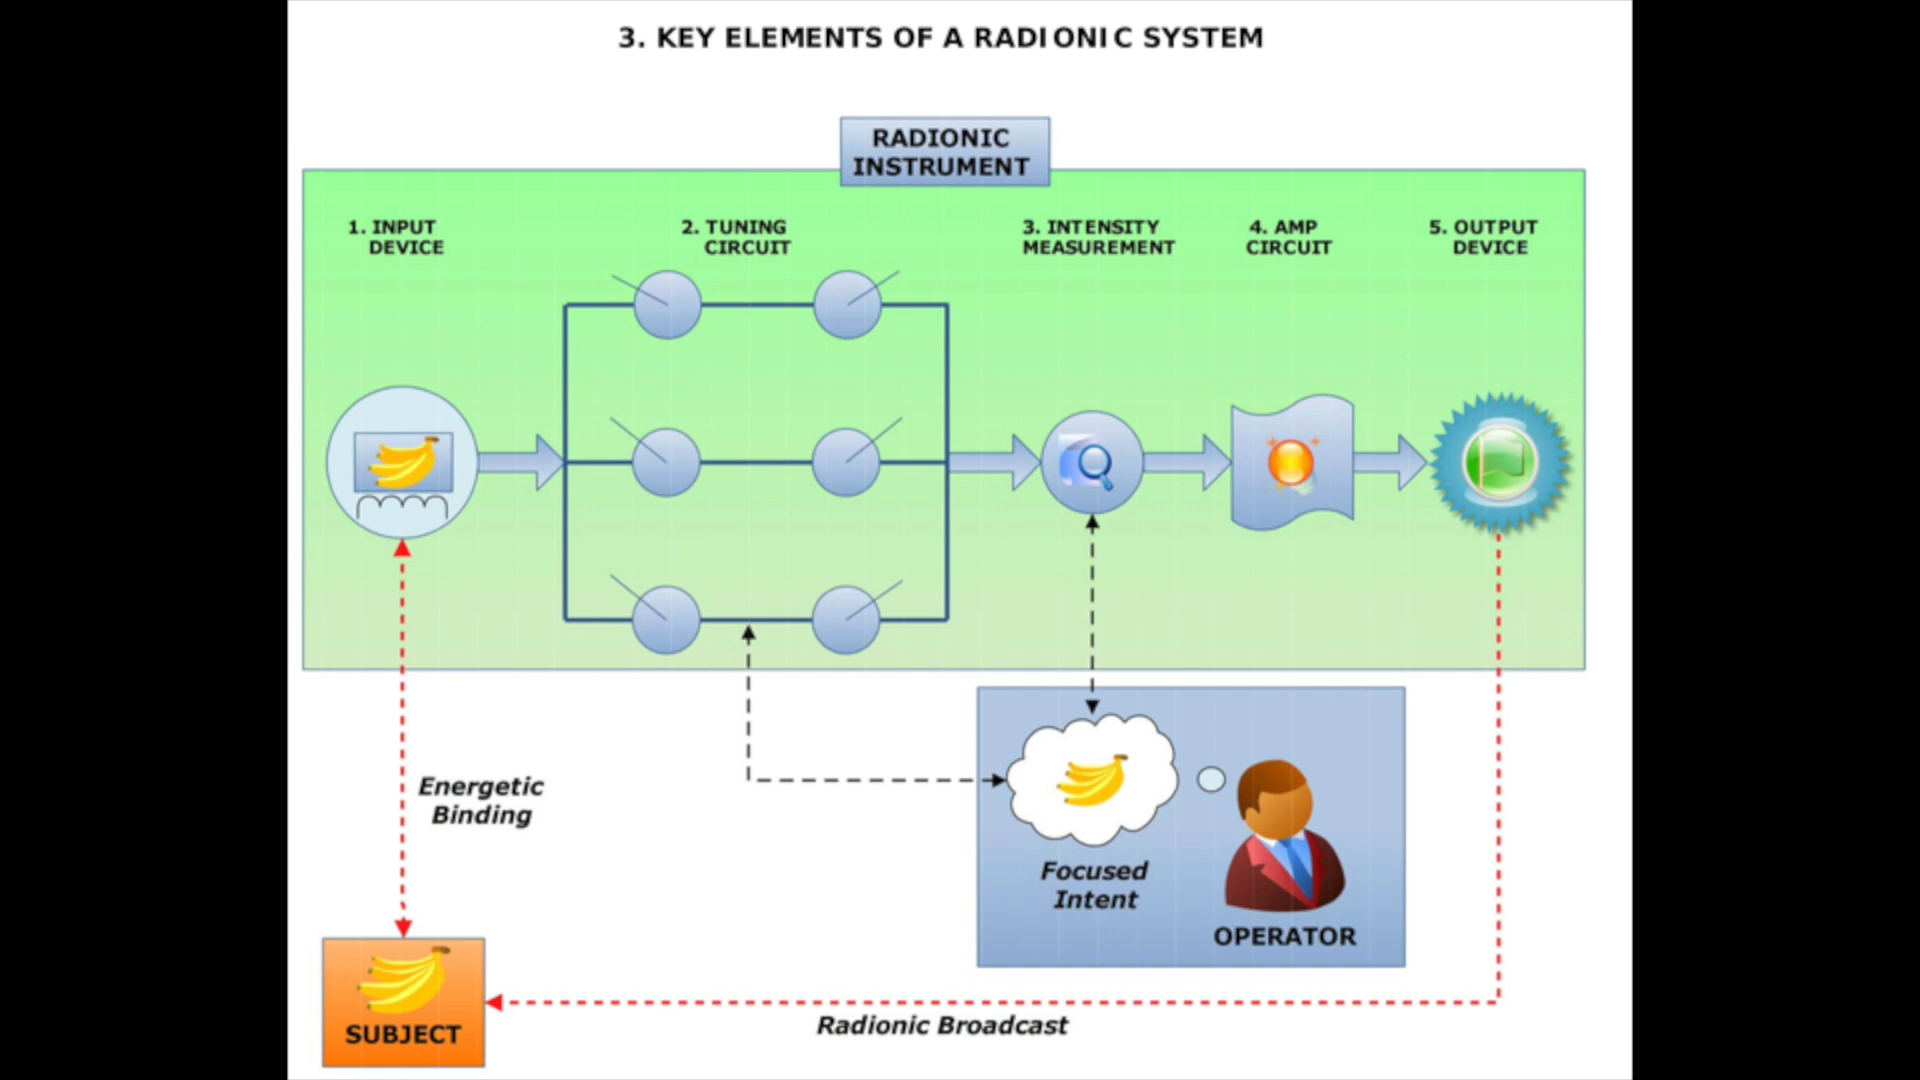 3. KEY ELEMENTS OF A RADIONIC SYSTEM
RADIONIC
INSTRUMENT
1. INPUT
DEVICE
2. TUNING
CIRCUIT
3. INTENSITY
MEASUREMENT
4. AMP
CIRCUIT
5. OUTPUT
DEVICE
Energetic
Binding
Focused
Intent
OPERATOR
SUBJECT
Radionic Broadcast